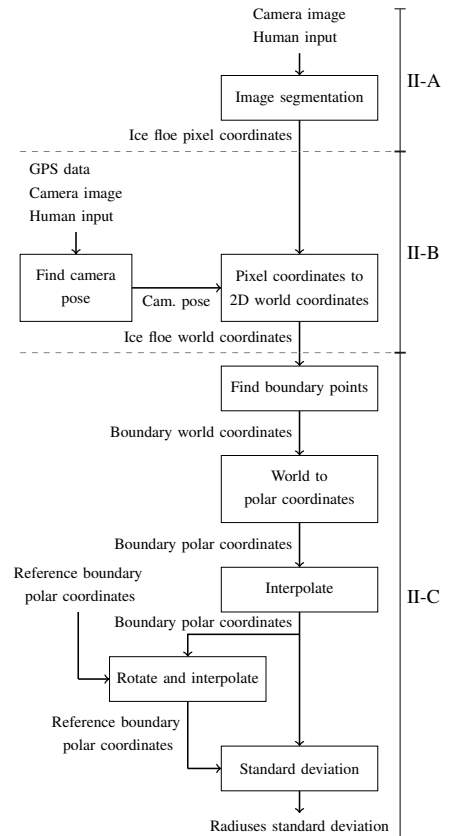 Camera image
Human input
Image segmentation
II-A
Ice floe pixel coordinates
GPS data
Camera image
Human input
Find camera
pose
Cam. pose
Pixel coordinates to
2D world coordinates
II-B
Ice floe world coordinates
Find boundary points
Boundary world coordinates
World to
polar coordinates
Boundary polar coordinates
Reference boundary
polar coordinates
Interpolate
II-C
Boundary polar coordinates
Rotate and interpolate
Reference boundary
polar coordinates
Standard deviation
Radiuses standard deviation